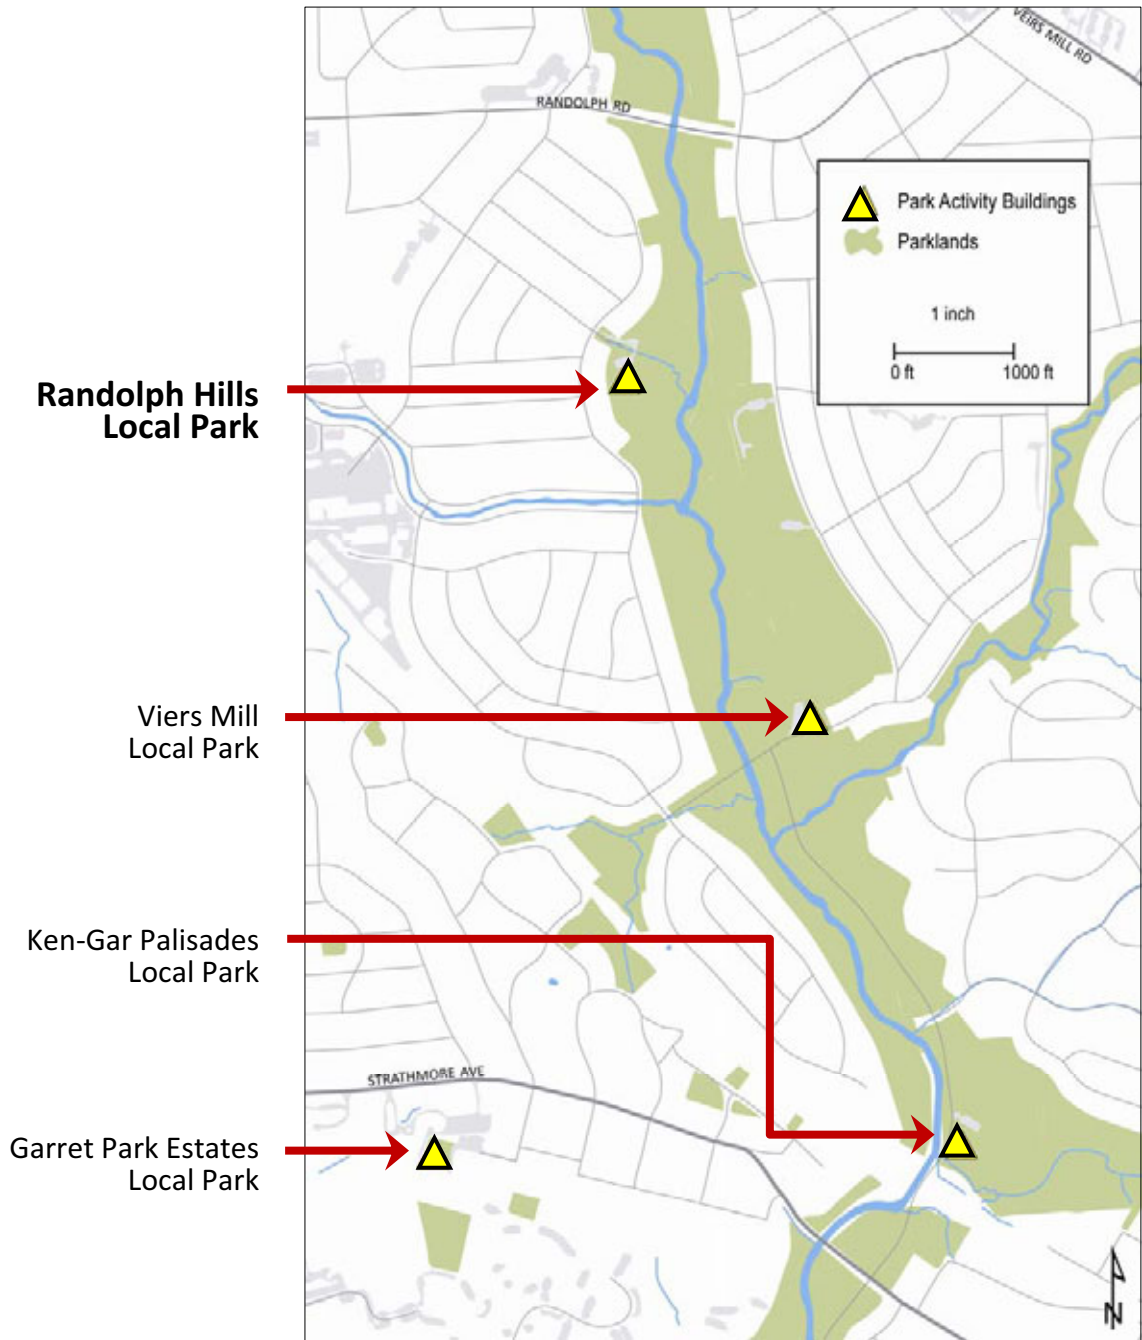 VEIRS MILL RD
RANDOLPH RD
Park Activity Buildings
Parklands
1 inch
0 ft
1000 ft
Randolph Hills
Local Park
Viers Mill
Local Park
Ken-Gar Palisades
Local Park
STRATHMORE AVE
Garret Park Estates
Local Park
N